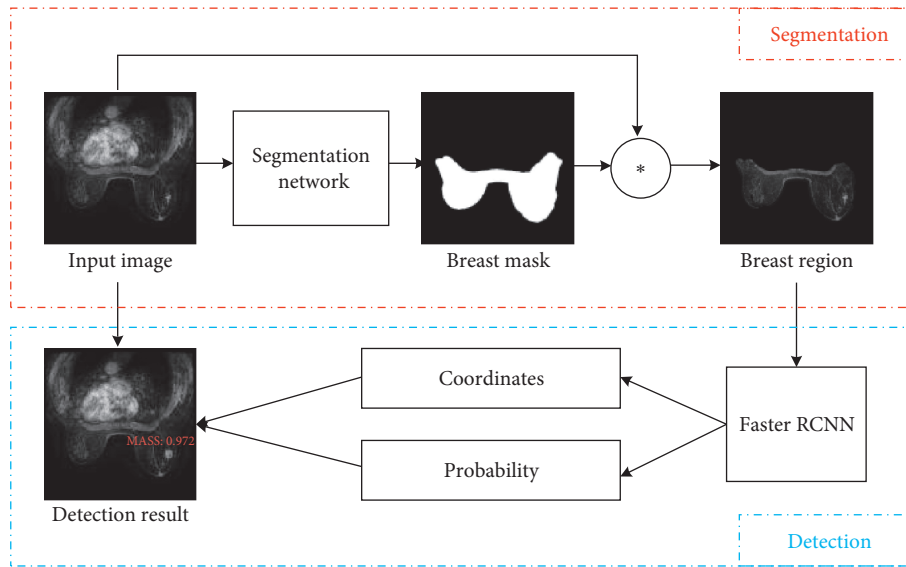 Segmentation
Segmentation
network
*
Input image
Breast mask
Breast region
Coordinates
Faster RCNN
MASS: 0.972
Probability
Detection result
Detection